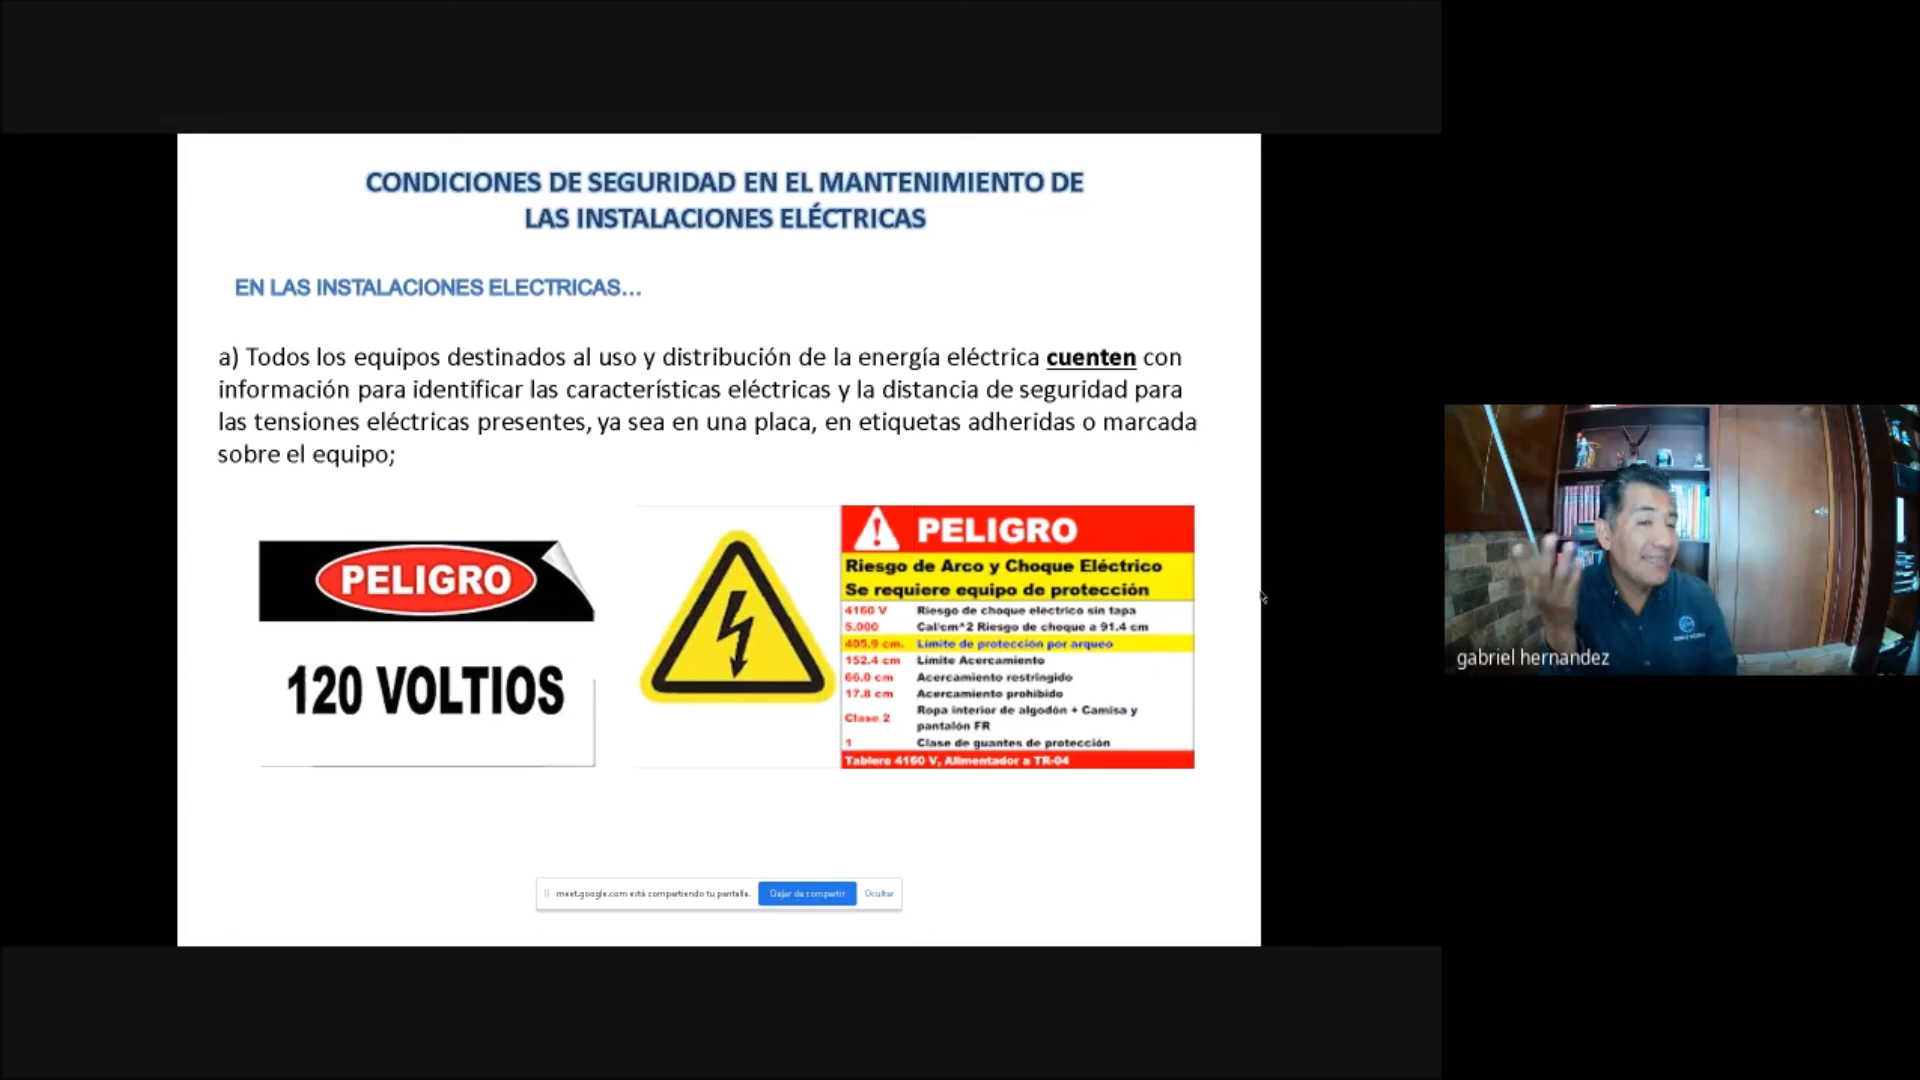 CONDICIONES DE SEGURIDAD EN EL MANTENIMIENTO DE
LAS INSTALACIONES ELÉCTRICAS
EN LAS INSTALACIONES ELECTRICAS...
a) Todos los equipos destinados al uso y distribución de la energía eléctrica cuenten con
información para identificar las características eléctricas y la distancia de seguridad para
las tensiones eléctricas presentes, ya sea en una placa, en etiquetas adheridas o marcada
sobre el equipo;
PELIGRO
120 VOLTIOS
PELIGRO
Riesgo de Arco y Choque Eléctrico
Se requiere equipo de protección
4160 V Riesgo de choque eléctrico sin tapa
5.000 Cal/cm^2 Riesgo de choque a 91.4 cm
405.9 cm. Limite de protección por arqueo
152.4 cm Limite Acercamiento
66.0 cm Acercamiento restringido
17.8 cm Acercamiento prohibido
Clase 2 Ropa interior de algodón + Camisa y
pantalón FR
1 Clase de guantes de protección
Tablero 4160 V, Alimentador a TR-04
meet.google.com está compartiendo tu pantalla.
Dejar de compartir
Ocultar
gabriel hernandez